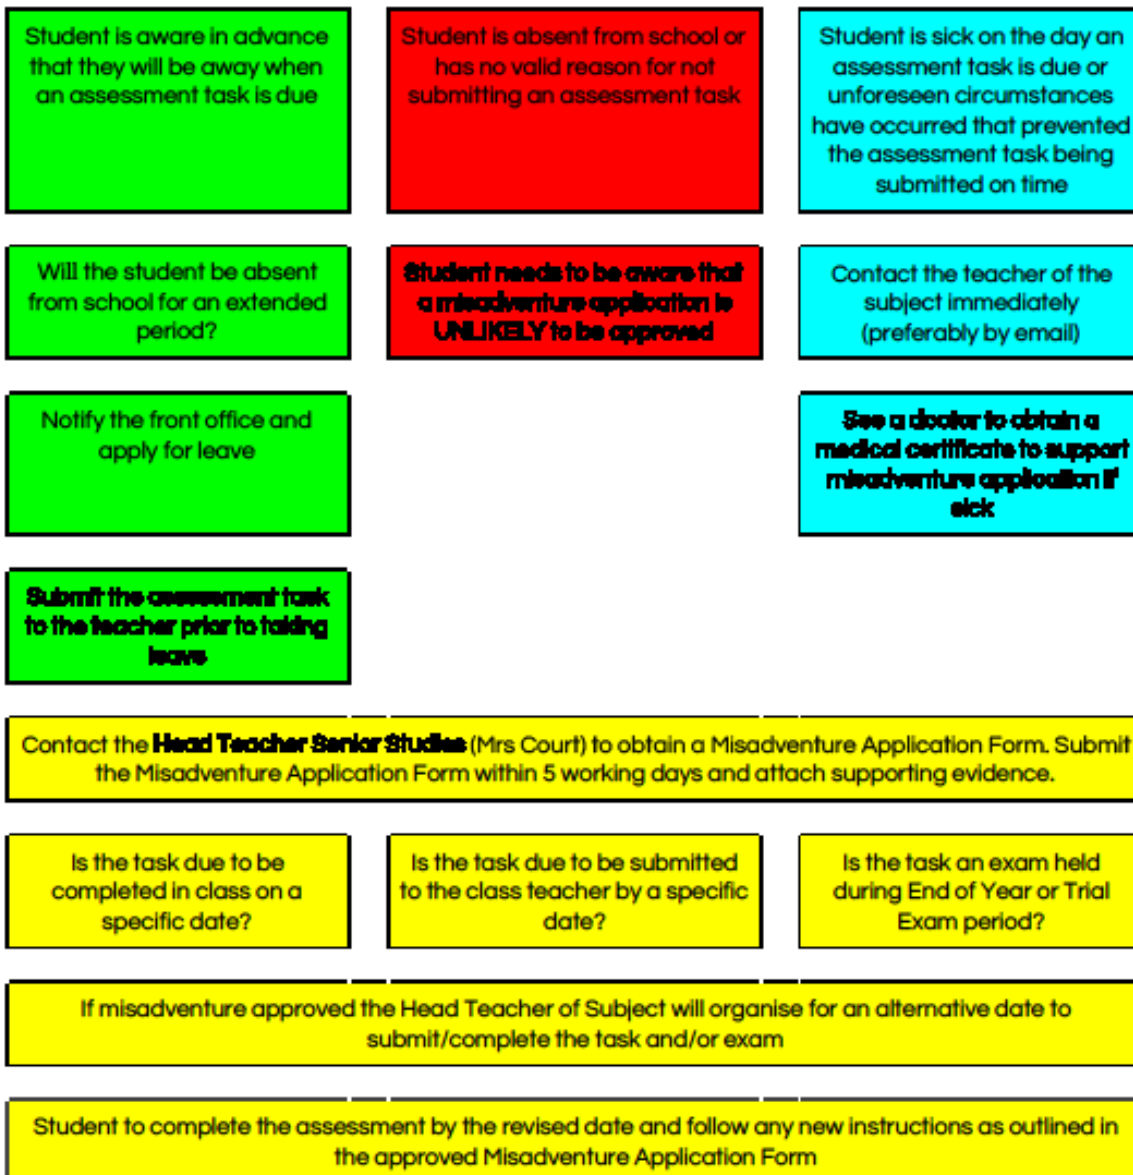 Student is aware in advance
that they will be away when
an assessment task is due
Student is absent from school or
has no valid reason for not
submitting an assessment task
Student is sick on the day an
assessment task is due or
unforeseen circumstances
have occurred that prevented
the assessment task being
submitted on time
Will the student be absent
from school for an extended
period?
Student needs to be aware that
a misadventure application is
UNLIKELY to be approved
Contact the teacher of the
subject immediately
(preferably by email)
Notify the front office and
apply for leave
See a doctor to obtain a
medical certificate to support
misadventure application if
sick
Submit the assessment task
to the teacher prior to taking
leave
Contact the Head Teacher Senior Studies (Mrs Court) to obtain a Misadventure Application Form. Submit
the Misadventure Application Form within 5 working days and attach supporting evidence.
Is the task due to be
completed in class on a
specific date?
Is the task due to be submitted
to the class teacher by a specific
date?
Is the task an exam held
during End of Year or Trial
Exam period?
If misadventure approved the Head Teacher of Subject will organise for an alternative date to
submit/complete the task and/or exam
Student to complete the assessment by the revised date and follow any new instructions as outlined in
the approved Misadventure Application Form